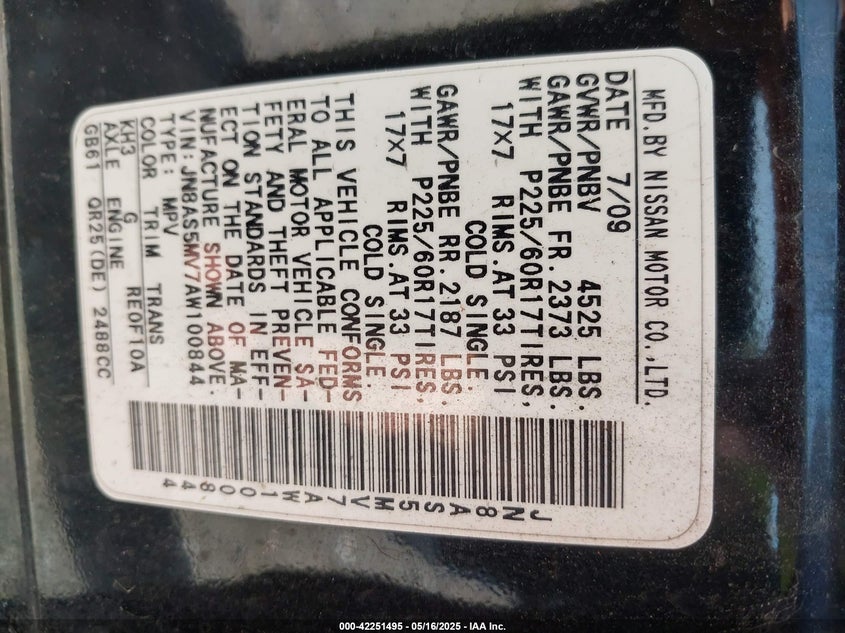 MFD.BY NISSAN MOTOR CO.,LTD.
DATE 7/09
GVWR/PNBV 4525 LBS.
GAWR/PNBE FR.2373 LBS.
WITH P225/60R17TIRES,
17X7 RIMS.AT 33 PSI
COLD SINGLE.
GAWR/PNBE RR.2187 LBS.
WITH P225/60R17TIRES,
17X7 RIMS.AT 33 PSI
COLD SINGLE.
THIS VEHICLE CONFORMS
TO ALL APPLICABLE FED-
ERAL MOTOR VEHICLE SA-
FETY AND THEFT PREVEN-
TION STANDARDS IN EFF-
ECT ON THE DATE OF MA-
NUFACTURE SHOWN ABOVE.
VIN:JN8AS5MV7AW100844
TYPE:MPV
COLOR TRIM TRANS
KH3 G RE0F10A
AXLE ENGINE
GB61 QR25(DE) 2488CC
JN8AS5MV7AW100844
000-42251495 - 05/16/2025 - IAA Inc.